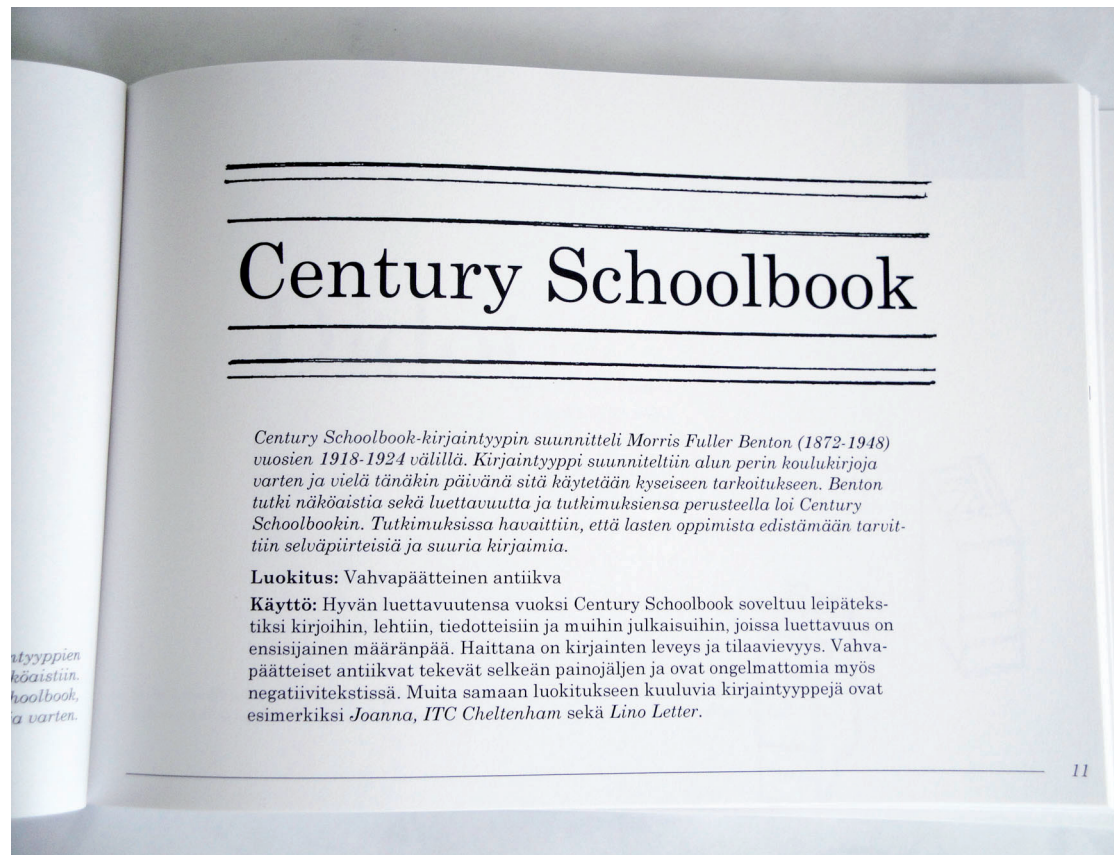 Century Schoolbook
Century Schoolbook-kirjaintyypin suunnitteli Morris Fuller Benton (1872-1948)
vuosien 1918-1924 välillä. Kirjaintyyppi suunniteltiin alun perin koulukirjoja
varten ja vielä tänäkin päivänä sitä käytetään kyseiseen tarkoitukseen. Benton
tutki näköaistia sekä luettavuutta ja tutkimuksiensa perusteella loi Century
Schoolbookin. Tutkimuksissa havaittiin, että lasten oppimista edistämään tarvit-
tiin selväpiirteisiä ja suuria kirjaimia.
Luokitus: Vahvapäätteinen antiikva
Käyttö: Hyvän luettavuutensa vuoksi Century Schoolbook soveltuu leipäteks-
tiksi kirjoihin, lehtiin, tiedotteisiin ja muihin julkaisuihin, joissa luettavuus on
ensisijainen määränpää. Haittana on kirjainten leveys ja tilaavievyys. Vahva-
päätteiset antiikvat tekevät selkeän painojäljen ja ovat ongelmattomia myös
negatiivitekstissä. Muita samaan luokitukseen kuuluvia kirjaintyyppejä ovat
esimerkiksi Joanna, ITC Cheltenham sekä Lino Letter.
varten.
11